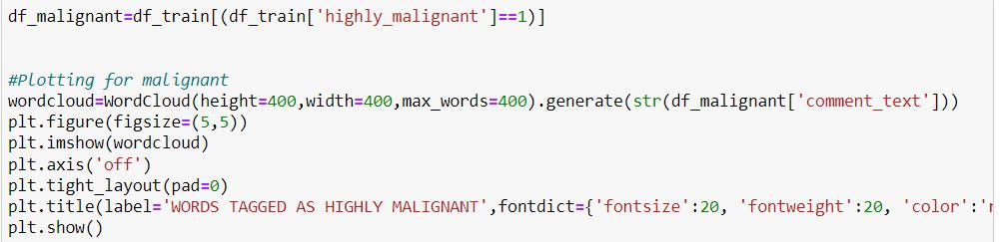 df_malignant=df_train[(df_train['highly_malignant']==1)]
#Plotting for malignant
wordcloud=WordCloud(height=400,width=400,max_words=400).generate(str(df_malignant['comment_text']))
plt.figure(figsize=(5,5))
plt.imshow(wordcloud)
plt.axis('off')
plt.tight_layout(pad=0)
plt.title(label='WORDS TAGGED AS HIGHLY MALIGNANT',fontdict={'fontsize':20, 'fontweight':20, 'color':'
plt.show()